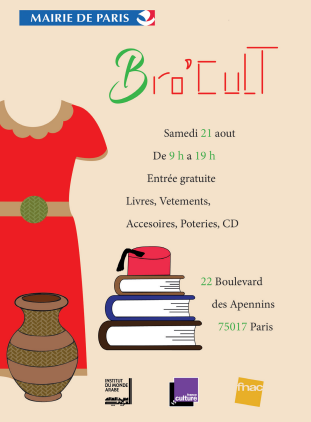 MAIRIE DE PARIS
Bro'Cult
Samedi 21 aout
De 9 h a 19 h
Entrée gratuite
Livres, Vetements,
Accesoires, Poteries, CD
22 Boulevard
des Apennins
75017 Paris
INSTITUT
DU MONDE
ARABE
france
culture
fnac